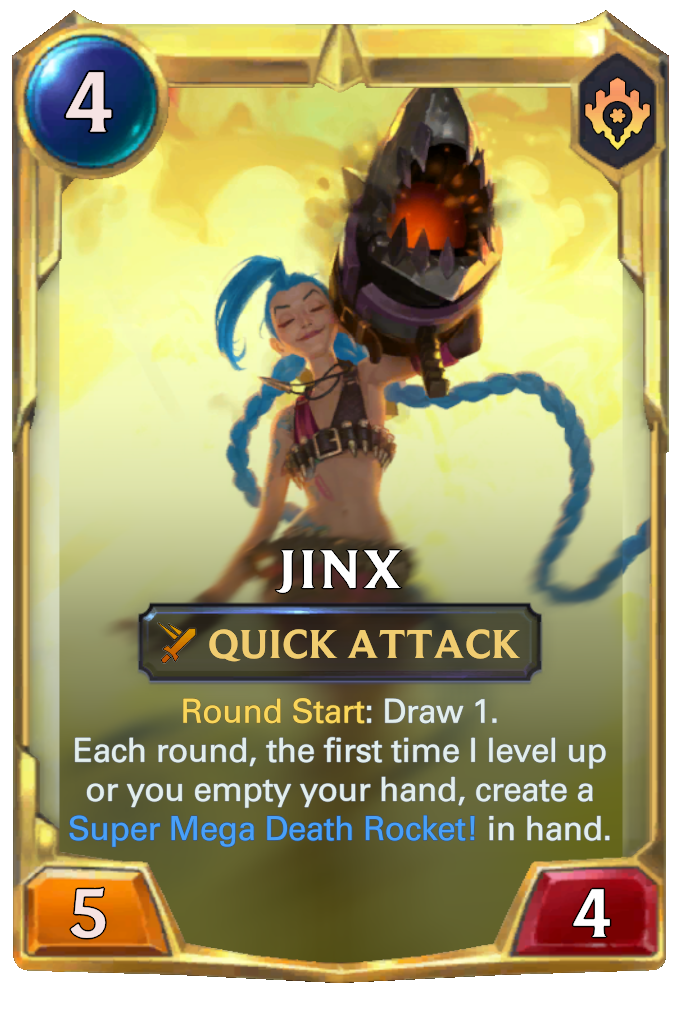 4
JINX
QUICK ATTACK
Round Start: Draw 1.
Each round, the first time I level up
or you empty your hand, create a
Super Mega Death Rocket! in hand.
5
4